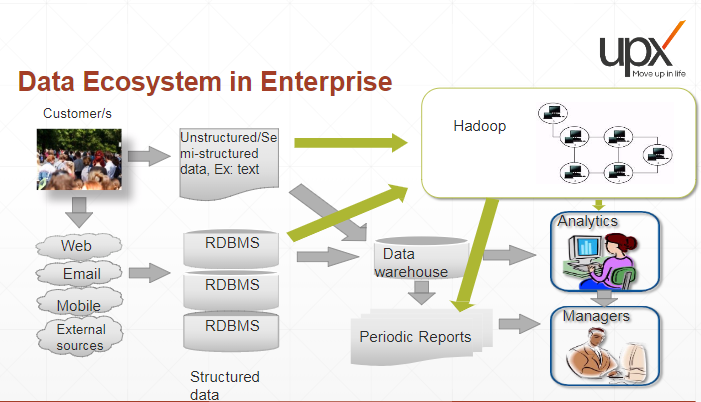 upx
Move up in life
Data Ecosystem in Enterprise
Customer/s
Unstructured/Se
mi-structured
data, Ex: text
Hadoop
Web
Email
Mobile
External
sources
RDBMS
RDBMS
RDBMS
Structured
data
Data
warehouse
Periodic Reports
Analytics
Managers